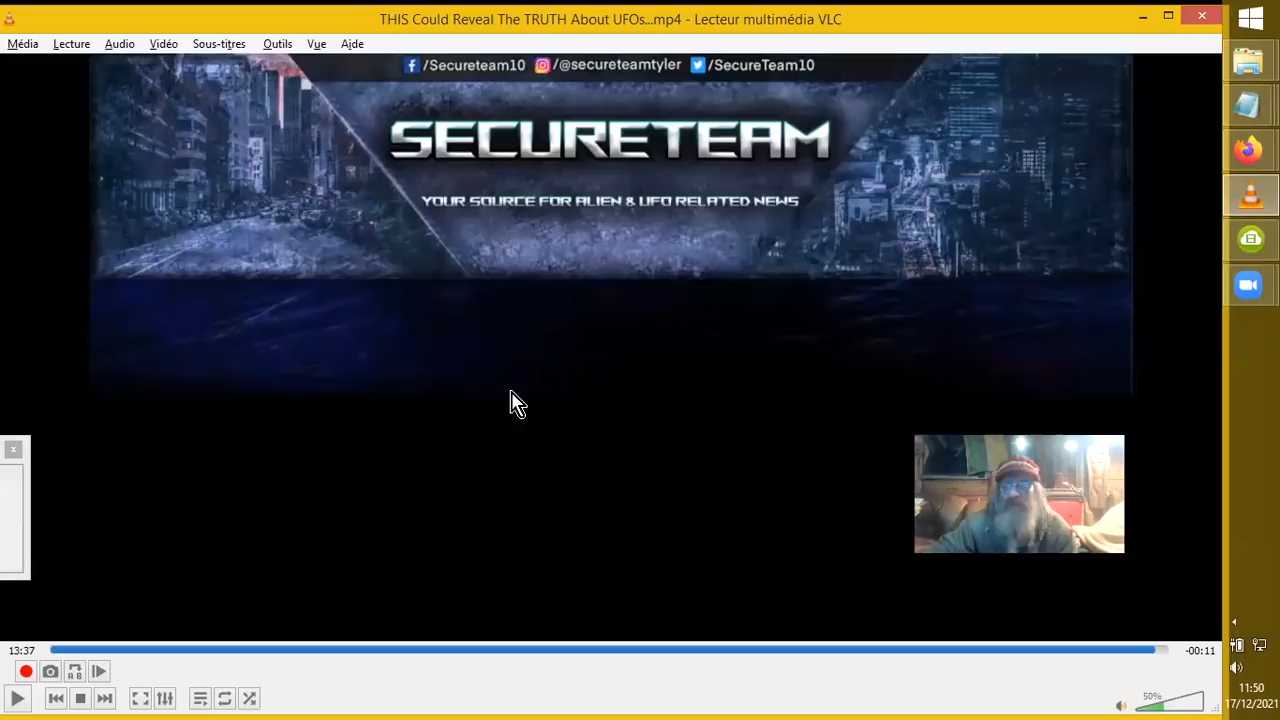 THIS Could Reveal The TRUTH About UFOs...mp4 - Lecteur multimédia VLC
Média Lecture Audio Vidéo Sous-titres Outils Vue Aide
/Secureteam10 /@secureteamtyler /SecureTeam10
SECURETEAM
YOUR SOURCE FOR ALIEN & UFO RELATED NEWS
x
13:37
-00:11
A B
50%
11:50
17/12/2021